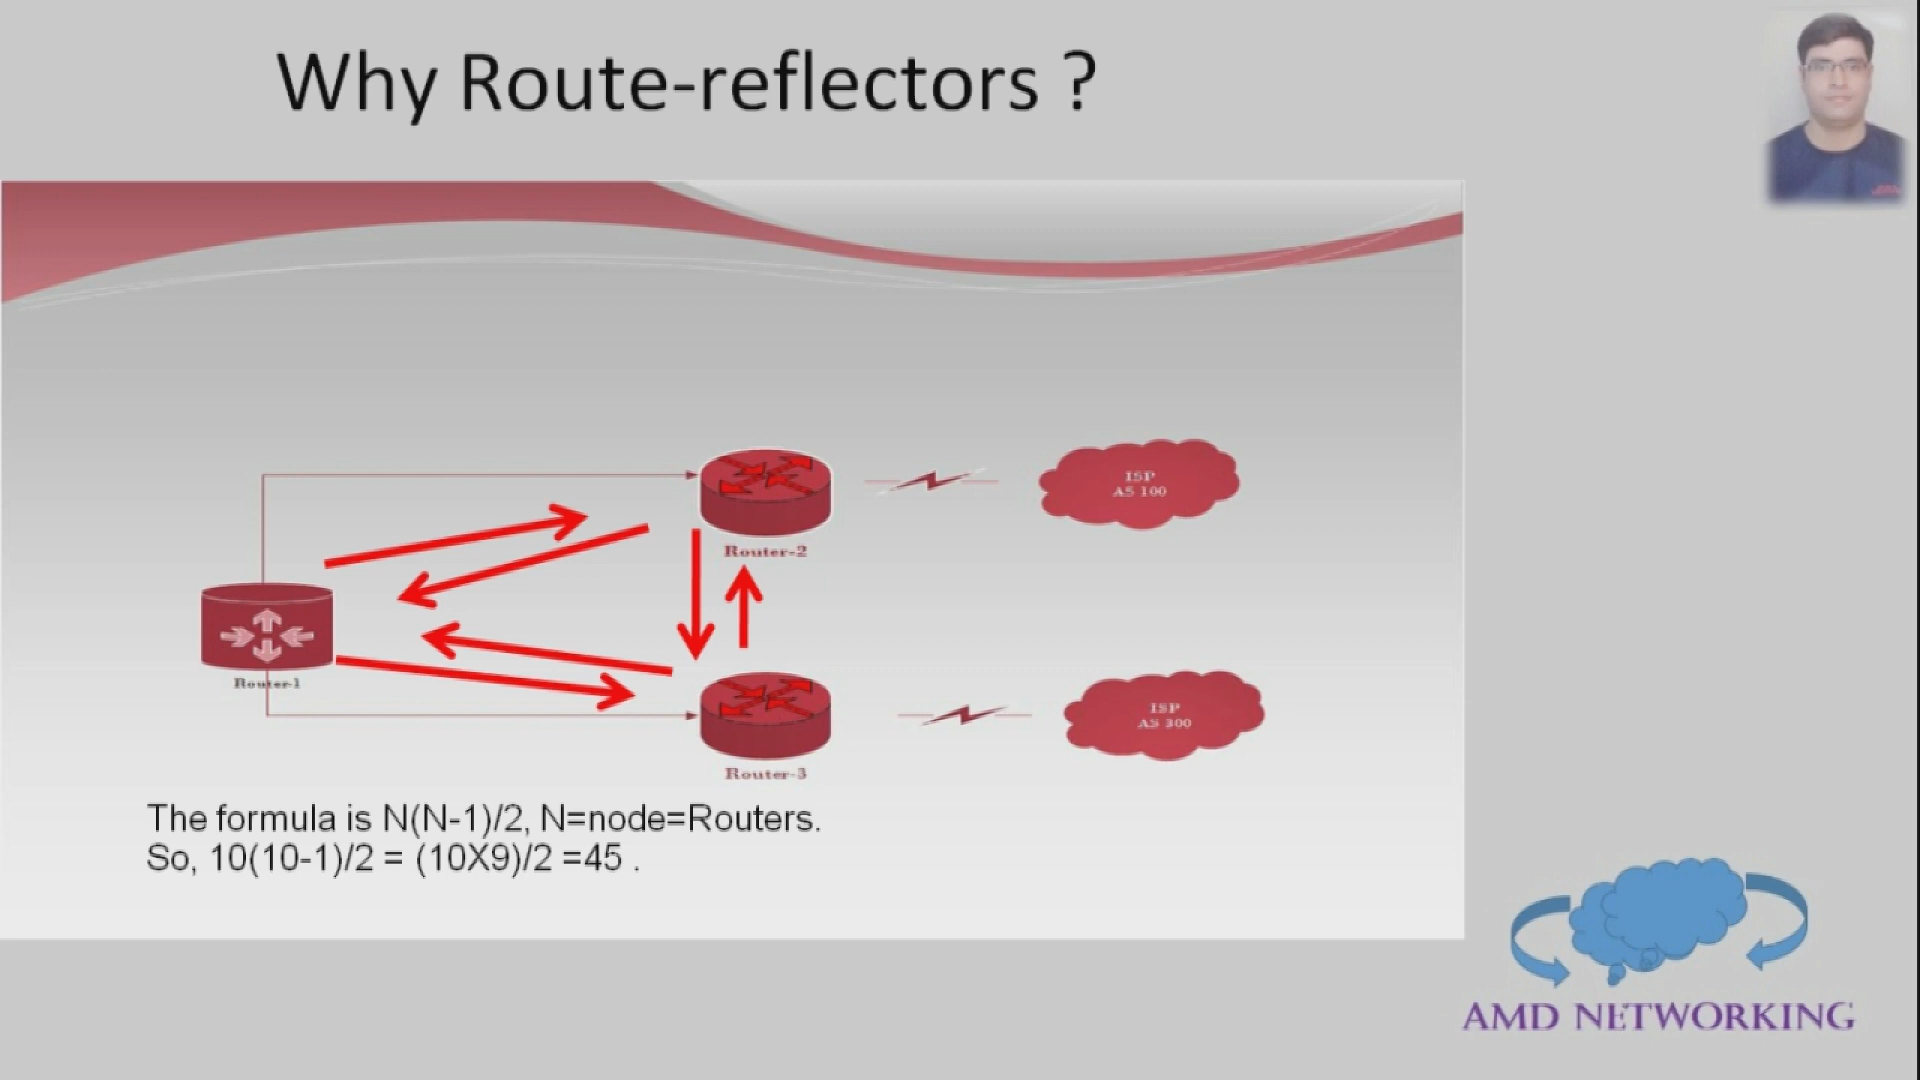 Why Route-reflectors ?
ISP
AS 100
Router-2
Router-1
ISP
AS 300
Router-3
The formula is N(N-1)/2, N=node=Routers.
So, 10(10-1)/2 = (10X9)/2 =45 .
AMD NETWORKING